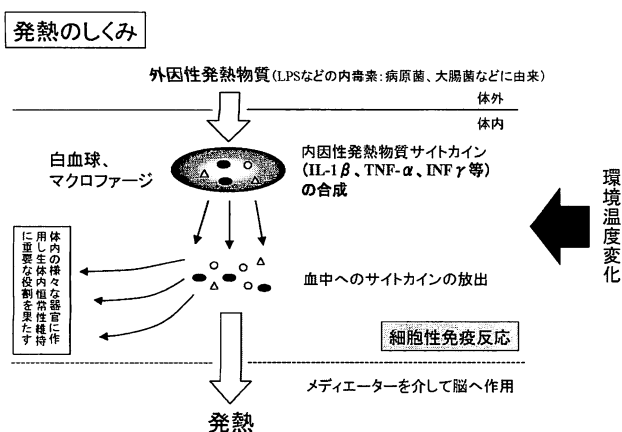 発熱のしくみ
外因性発熱物質(LPSなどの内毒素:病原菌、大腸菌などに由来)
体外
体内
白血球、
マクロファージ
内因性発熱物質サイトカイン
(IL-1β、TNF-α、INFγ等)
の合成
環境温度変化
体内の様々な器官に作
用し生体内恒常性維持
に重要な役割を果たす
血中へのサイトカインの放出
細胞性免疫反応
メディエーターを介して脳へ作用
発熱